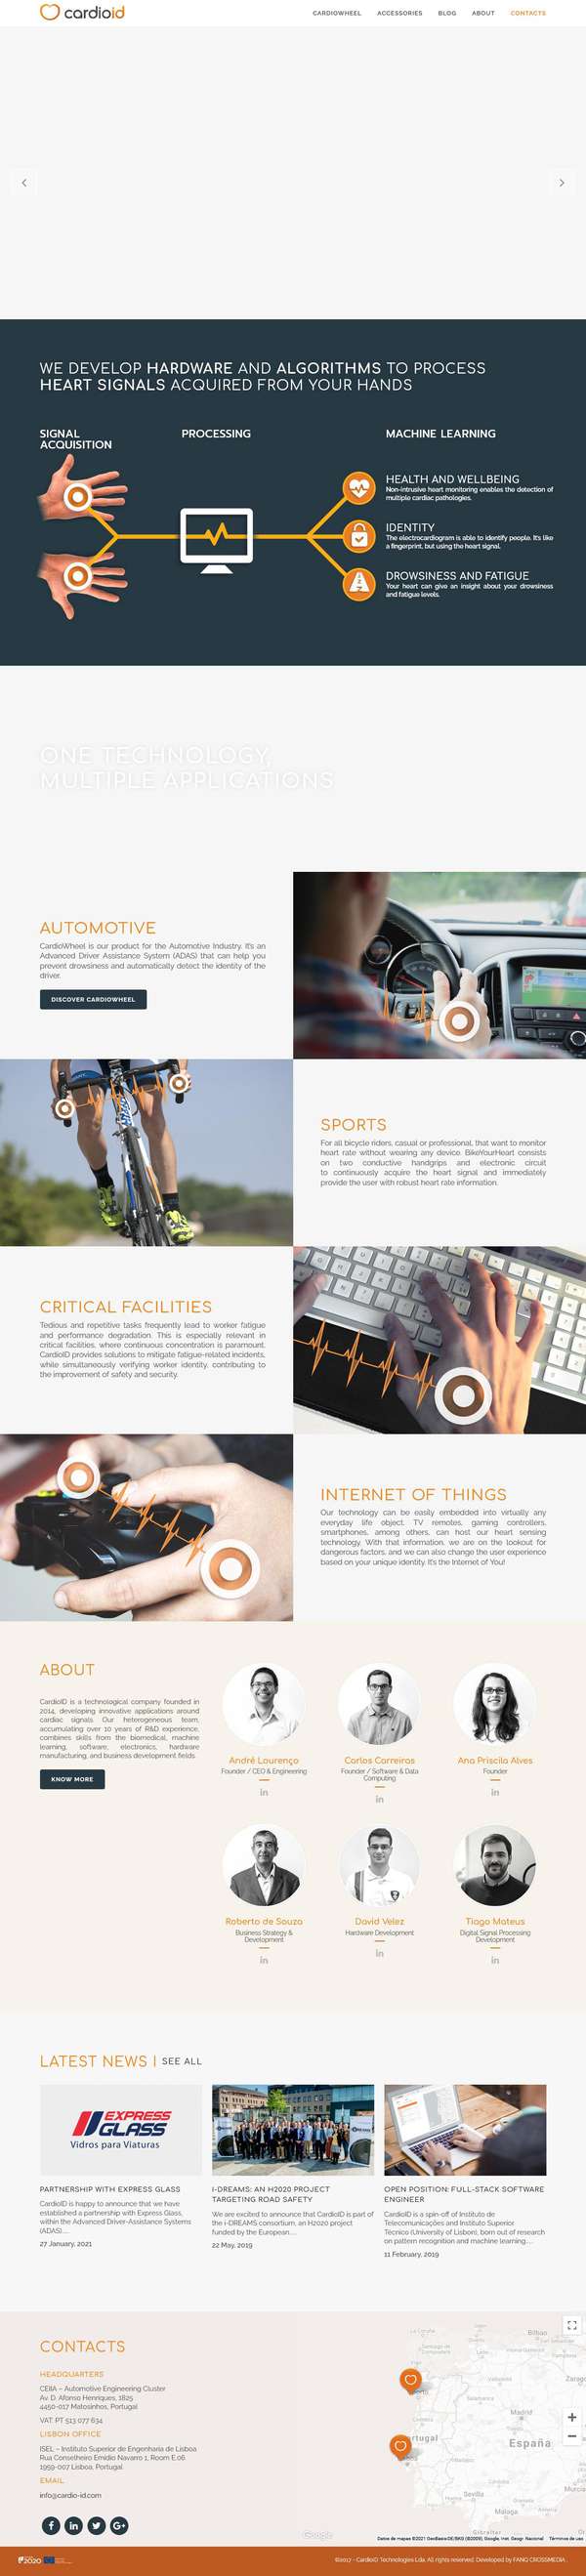 cardioid
CARDIOWHEEL ACCESSORIES BLOG ABOUT CONTACTS
WE DEVELOP HARDWARE AND ALGORITHMS TO PROCESS
HEART SIGNALS ACQUIRED FROM YOUR HANDS
SIGNAL
ACQUISITION
PROCESSING
MACHINE LEARNING
HEALTH AND WELLBEING
Non-intrusive heart monitoring enables the detection of
multiple cardiac pathologies.
IDENTITY
The electrocardiogram is able to identify people. It's like
a fingerprint, but using the heart signal.
DROWSINESS AND FATIGUE
Your heart can give an insight about your drowsiness
and fatigue levels.
ONE TECHNOLOGY,
MULTIPLE APPLICATIONS
AUTOMOTIVE
CardioWheel is our product for the Automotive Industry. It's an
Advanced Driver Assistance System (ADAS) that can help you
prevent drowsiness and automatically detect the identity of the
driver.
DISCOVER CARDIOWHEEL
SPORTS
For all bicycle riders, casual or professional, that want to monitor
heart rate without wearing any device. BikeYourHeart consists
on two conductive handgrips and electronic circuit
to continuously acquire the heart signal and immediately
provide the user with robust heart rate information.
CRITICAL FACILITIES
Tedious and repetitive tasks frequently lead to worker fatigue
and performance degradation. This is especially relevant in
critical facilities, where continuous concentration is paramount.
CardioID provides solutions to mitigate fatigue-related incidents,
while simultaneously verifying worker identity, contributing to
the improvement of safety and security.
INTERNET OF THINGS
Our technology can be easily embedded into virtually any
everyday life object. TV remotes, gaming controllers,
smartphones, among others, can host our heart sensing
technology. With that information, we are on the lookout for
dangerous factors, and we can also change the user experience
based on your unique identity. It's the Internet of You!
ABOUT
CardioID is a technological company founded in
2014, developing innovative applications around
cardiac signals. Our heterogeneous team,
accumulating over 10 years of R&D experience,
combines skills from the biomedical, machine
learning, software, electronics, hardware
manufacturing, and business development fields.
KNOW MORE
André Lourenço
Founder / CEO & Engineering
in
Carlos Carreiras
Founder / Software & Data
Computing
in
Ana Priscila Alves
Founder
in
Roberto de Souza
Business Strategy &
Development
in
David Velez
Hardware Development
in
Tiago Mateus
Digital Signal Processing
Development
in
LATEST NEWS | SEE ALL
EXPRESS
GLASS
Vidros para Viaturas
PARTNERSHIP WITH EXPRESS GLASS
CardioID is happy to announce that we have
established a partnership with Express Glass,
within the Advanced Driver-Assistance Systems
(ADAS)....
27 January, 2021
I-DREAMS: AN H2020 PROJECT
TARGETING ROAD SAFETY
We are excited to announce that CardioID is part of
the i-DREAMS consortium, an H2020 project
funded by the European....
22 May, 2019
OPEN POSITION: FULL-STACK SOFTWARE
ENGINEER
CardioID is a spin-off of Instituto de
Telecomunicações and Instituto Superior
Técnico (University of Lisbon), born out of research
on pattern recognition and machine learning....
11 February, 2019
CONTACTS
HEADQUARTERS
CEIIA – Automotive Engineering Cluster
Av. D. Afonso Henriques, 1825
4450-017 Matosinhos, Portugal
VAT: PT 513 077 634
LISBON OFFICE
ISEL – Instituto Superior de Engenharia de Lisboa
Rua Conselheiro Emídio Navarro 1, Room E.06
1959-007 Lisboa, Portugal
EMAIL
info@cardio-id.com
Bilbao
Madrid
España
Sevilla
Málaga
Murcia
Gibraltar
Google
Datos de mapas ©2021 GeoBasis-DE/BKG (©2009), Google, Inst. Geogr. Nacional Términos de uso
2020
©2017 - CardioID Technologies Lda. All rights reserved. Developed by FANQ CROSSMEDIA.